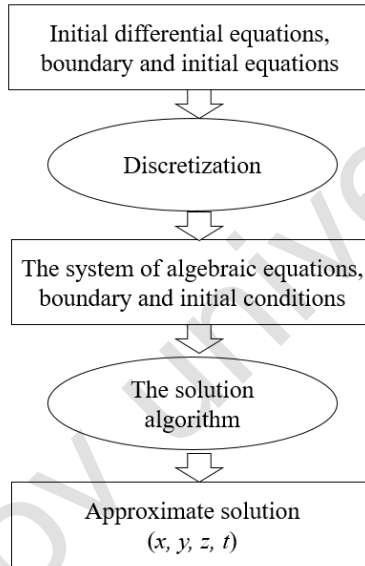 Initial differential equations,
boundary and initial equations
Discretization
The system of algebraic equations,
boundary and initial conditions
The solution
algorithm
Approximate solution
(x, y, z, t)